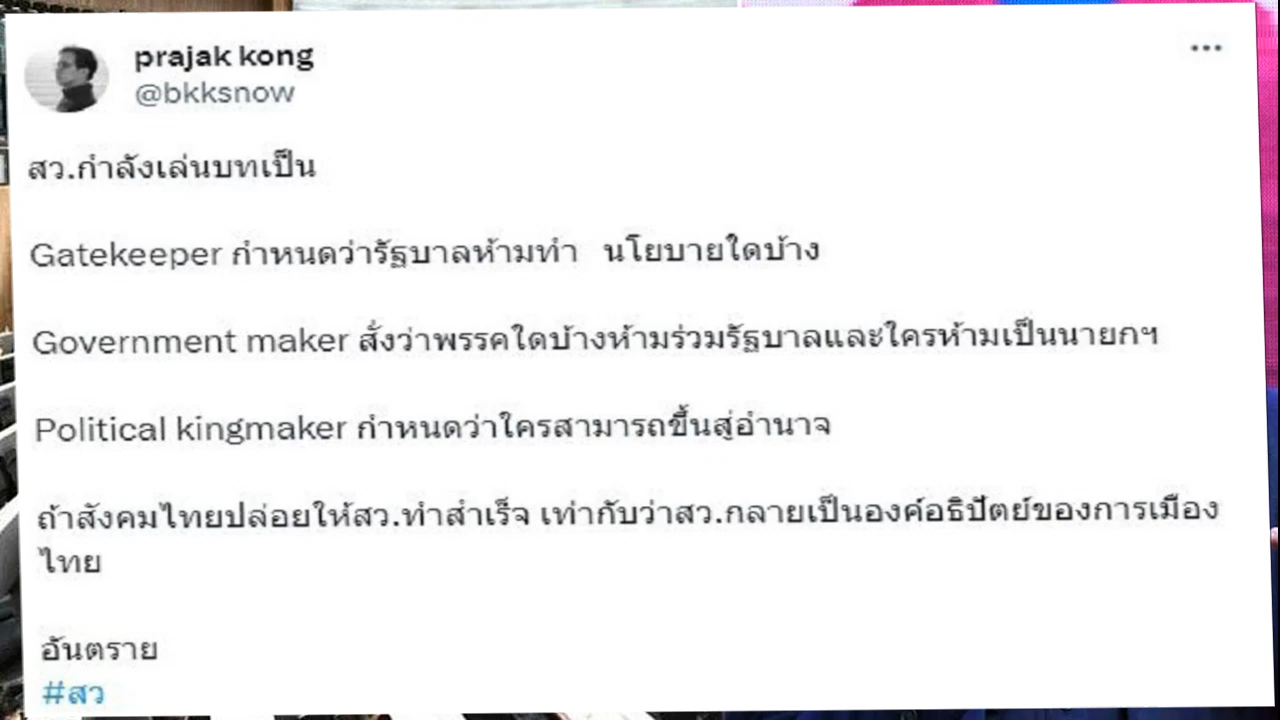 prajak kong
@bkksnow
สว.กำลังเล่นบทเป็น
Gatekeeper กำหนดว่ารัฐบาลห้ามทำ นโยบายใดบ้าง
Government maker สั่งว่าพรรคใดบ้างห้ามร่วมรัฐบาลและใครห้ามเป็นนายกฯ
Political kingmaker กำหนดว่าใครสามารถขึ้นสู่อำนาจ
ถ้าสังคมไทยปล่อยให้สว.ทำสำเร็จ เท่ากับว่าสว.กลายเป็นองค์อธิปัตย์ของการเมือง
ไทย
อันตราย
#สว